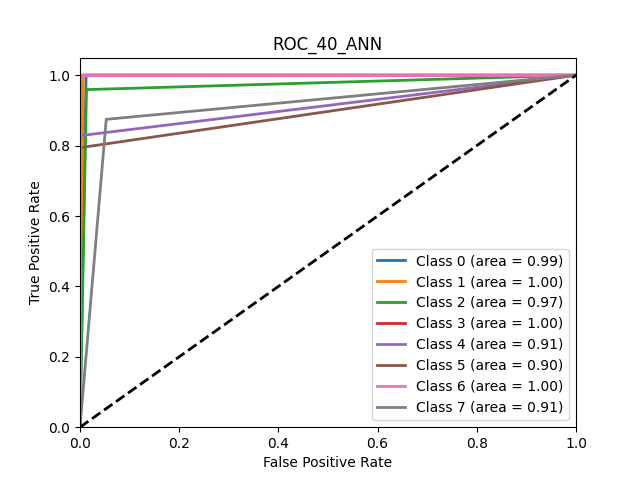 ROC_40_ANN
True Positive Rate
1.0
0.8
0.6
0.4
0.2
0.0
Class 0 (area = 0.99)
Class 1 (area = 1.00)
Class 2 (area = 0.97)
Class 3 (area = 1.00)
Class 4 (area = 0.91)
Class 5 (area = 0.90)
Class 6 (area = 1.00)
Class 7 (area = 0.91)
0.0 0.2 0.4 0.6 0.8 1.0
False Positive Rate